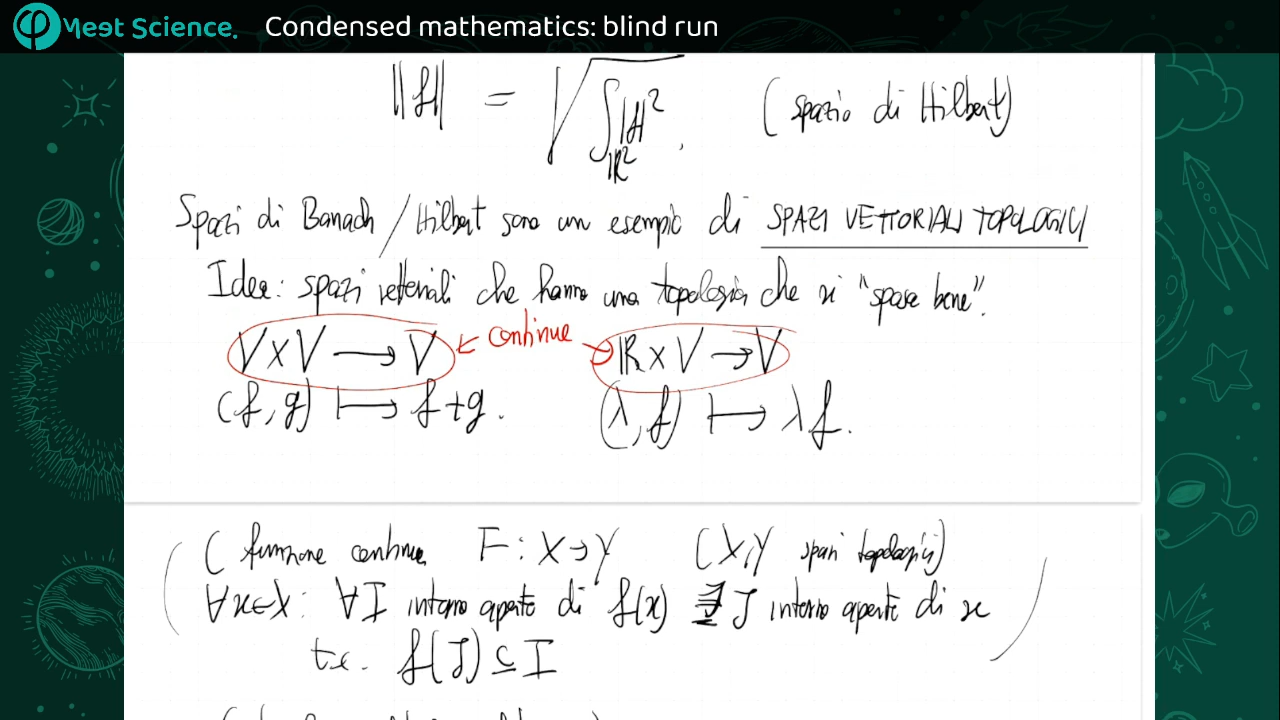 Meet Science. Condensed mathematics: blind run
||f|| = √∫_{ℝ²} |f|². (spazio di Hilbert)
Spazi di Banach / Hilbert sono un esempio di SPAZI VETTORIALI TOPOLOGICI
Idea: spazi vettoriali che hanno una topologia che si "sposa bene".
V×V → V ← continue → ℝ×V → V
(f, g) ↦ f+g. (λ, f) ↦ λf.
( funzione continua F: X→Y (X,Y spazi topologici)
∀x∈X: ∀I intorno aperto di f(x) ∃J intorno aperto di x
t.c. f(J) ⊆ I